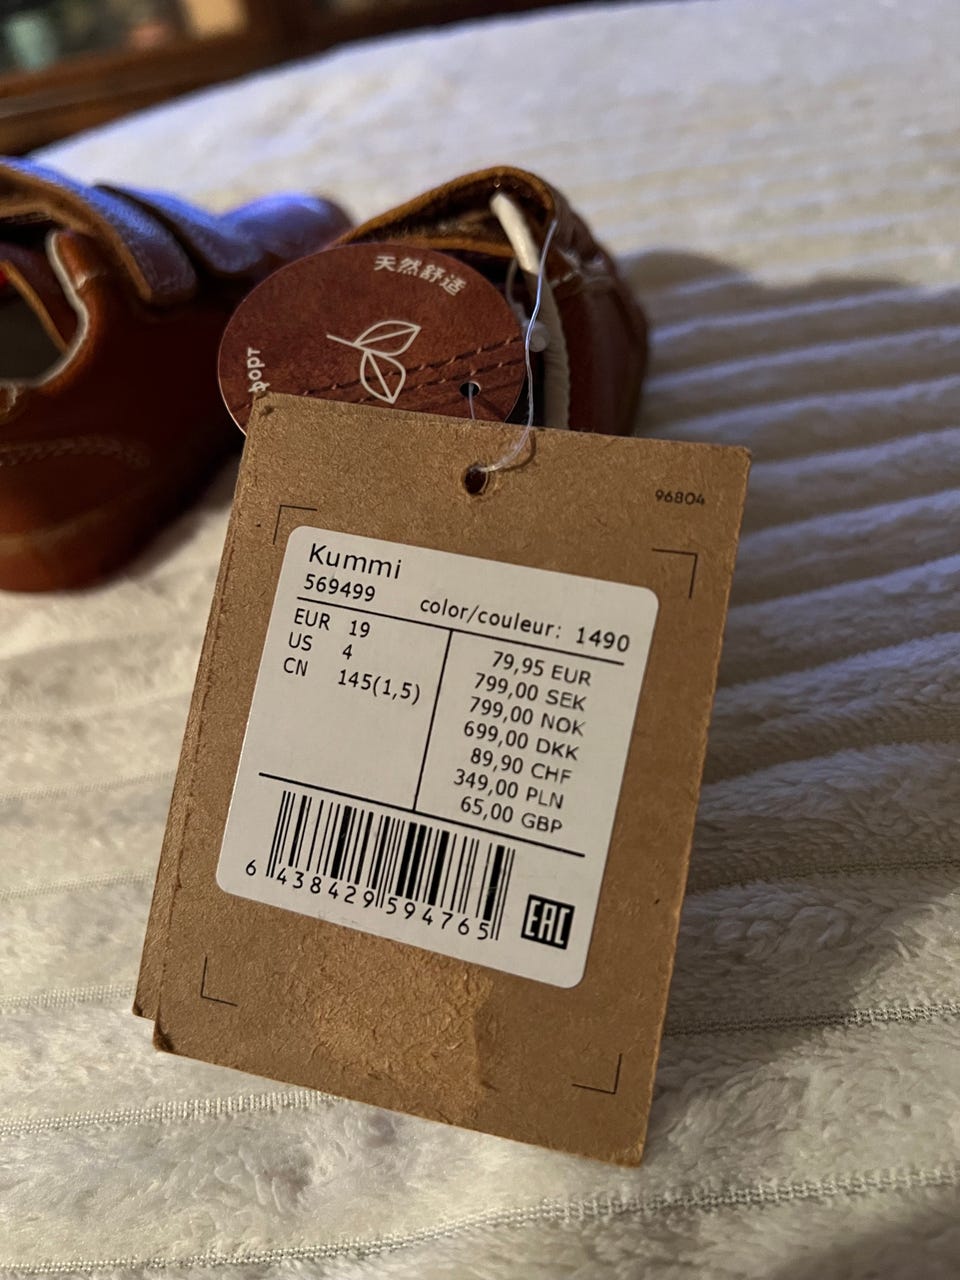 天然舒适
96804
Kummi
569499 color/couleur: 1490
EUR 19
US 4
CN 145(1,5)
79,95 EUR
799,00 SEK
799,00 NOK
699,00 DKK
89,90 CHF
349,00 PLN
65,00 GBP
6 438429 594765
EAC